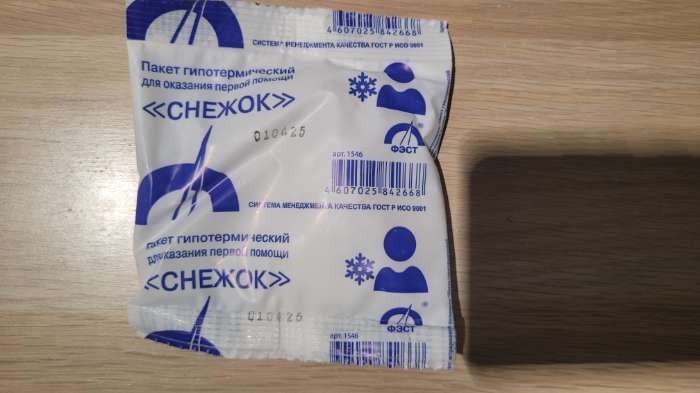 4 607025 842668
СИСТЕМА МЕНЕДЖМЕНТА КАЧЕСТВА ГОСТ Р ИСО 9001
Пакет гипотермический
для оказания первой помощи
«СНЕЖОК»
010425
®
ФЭСТ
арт. 1546
4 607025 842668
СИСТЕМА МЕНЕДЖМЕНТА КАЧЕСТВА ГОСТ Р ИСО 9001
Пакет гипотермический
для оказания первой помощи
«СНЕЖОК»
010425
®
ФЭСТ
арт. 1546